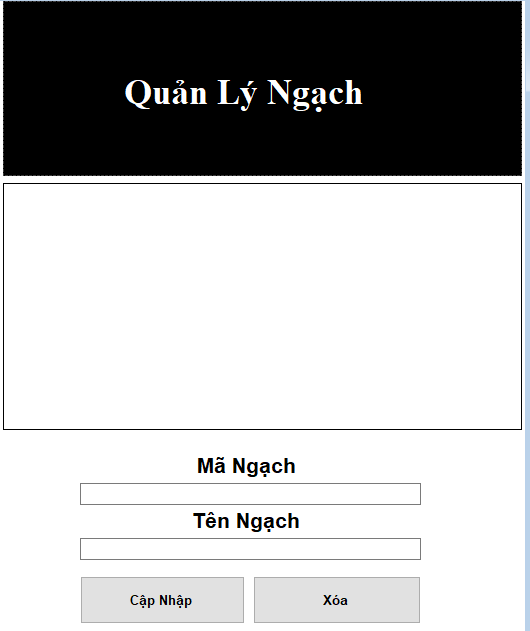 Quản Lý Ngạch
Mã Ngạch
Tên Ngạch
Cập Nhập
Xóa